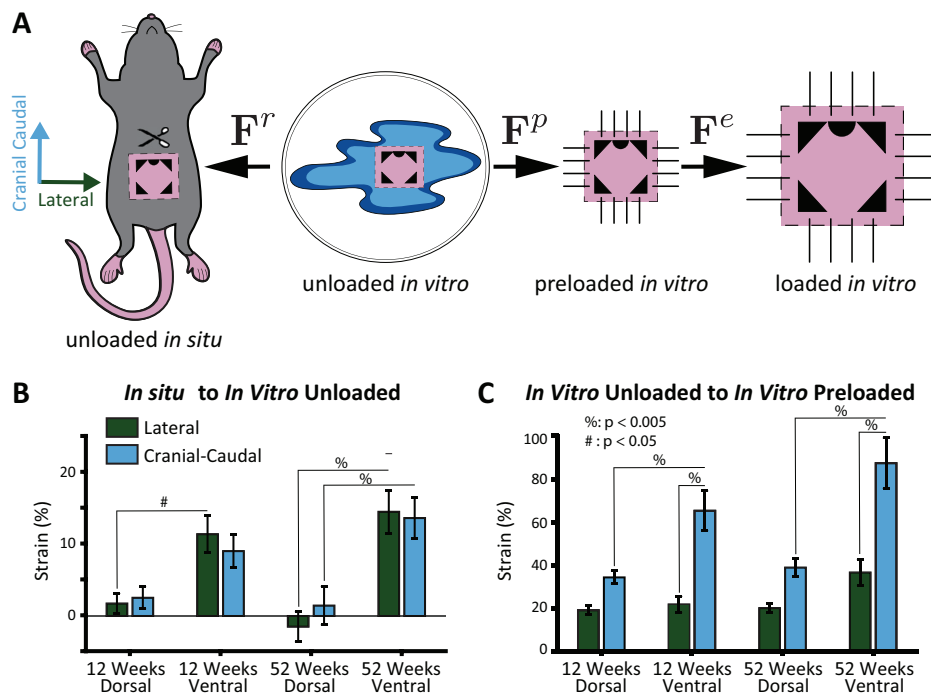 A
Cranial Caudal
Lateral
F^r
F^p
F^e
unloaded in situ
unloaded in vitro
preloaded in vitro
loaded in vitro
B
In situ to In Vitro Unloaded
Lateral
Cranial-Caudal
Strain (%)
20
10
0
#
%
%
12 Weeks Dorsal
12 Weeks Ventral
52 Weeks Dorsal
52 Weeks Ventral
C
In Vitro Unloaded to In Vitro Preloaded
%: p < 0.005
# : p < 0.05
Strain (%)
100
80
60
40
20
0
%
%
%
%
12 Weeks Dorsal
12 Weeks Ventral
52 Weeks Dorsal
52 Weeks Ventral